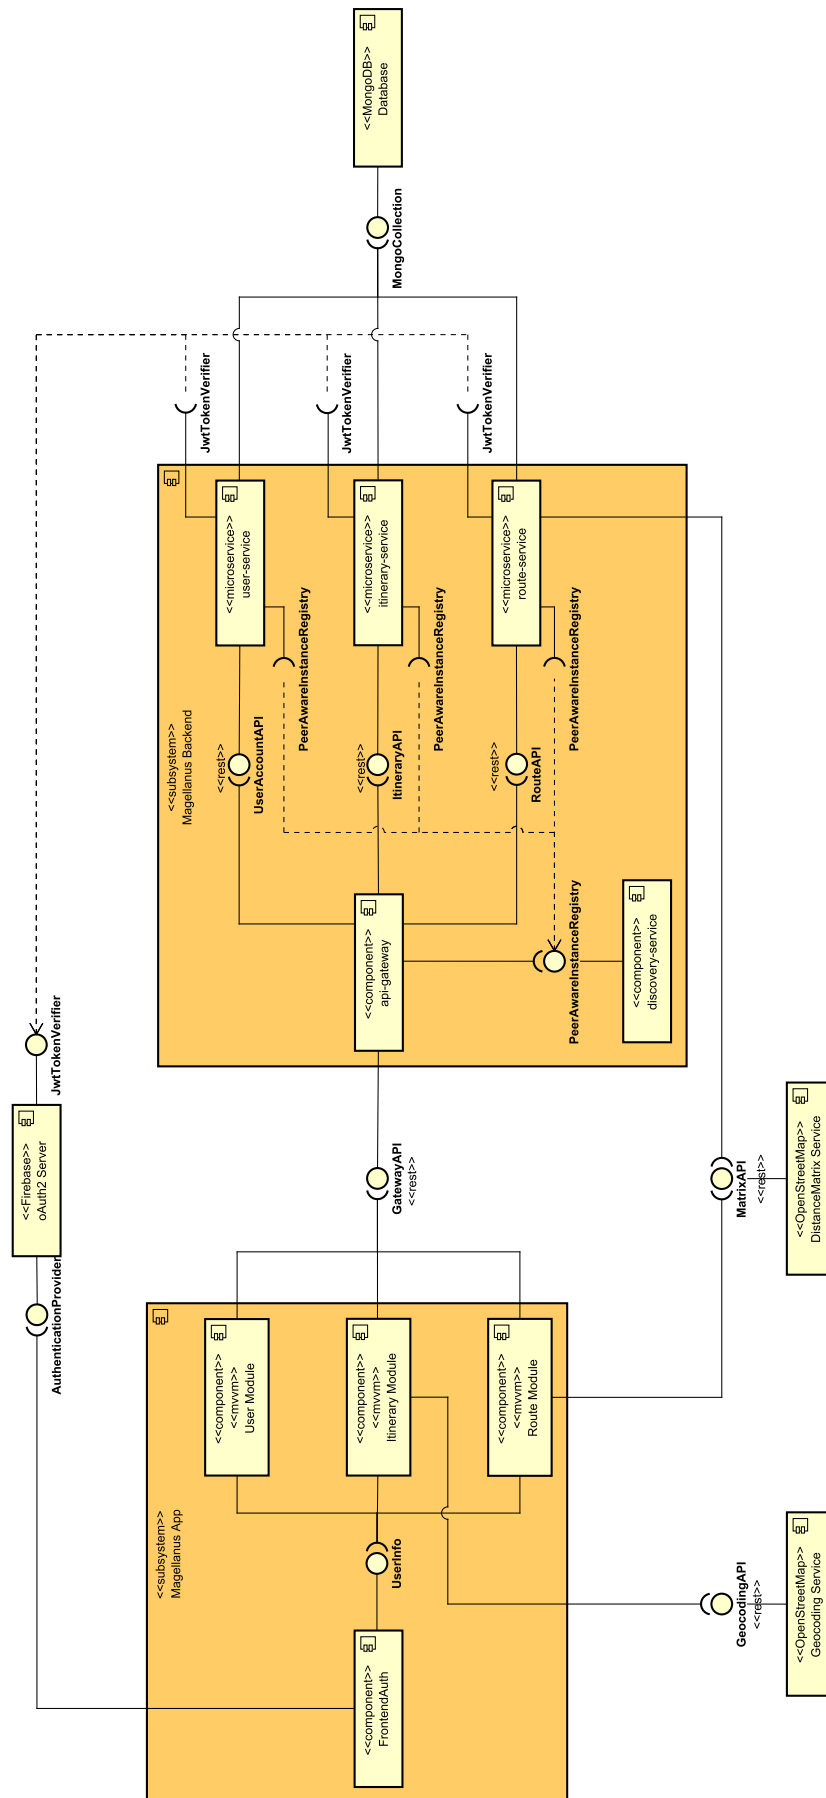 <<MongoDB>>
Database
MongoCollection
JwtTokenVerifier
JwtTokenVerifier
JwtTokenVerifier
<<subsystem>>
Magellanus Backend
<<microservice>>
user-service
<<microservice>>
itinerary-service
<<microservice>>
route-service
PeerAwareInstanceRegistry
PeerAwareInstanceRegistry
PeerAwareInstanceRegistry
<<rest>>
UserAccountAPI
<<rest>>
ItineraryAPI
<<rest>>
RouteAPI
<<component>>
api-gateway
PeerAwareInstanceRegistry
<<component>>
discovery-service
JwtTokenVerifier
<<Firebase>>
oAuth2 Server
AuthenticationProvider
GatewayAPI
<<rest>>
MatrixAPI
<<rest>>
<<OpenStreetMap>>
DistanceMatrix Service
<<subsystem>>
Magellanus App
<<component>>
<<mvvm>>
User Module
<<component>>
<<mvvm>>
Itinerary Module
<<component>>
<<mvvm>>
Route Module
UserInfo
<<component>>
FrontendAuth
GeocodingAPI
<<rest>>
<<OpenStreetMap>>
Geocoding Service